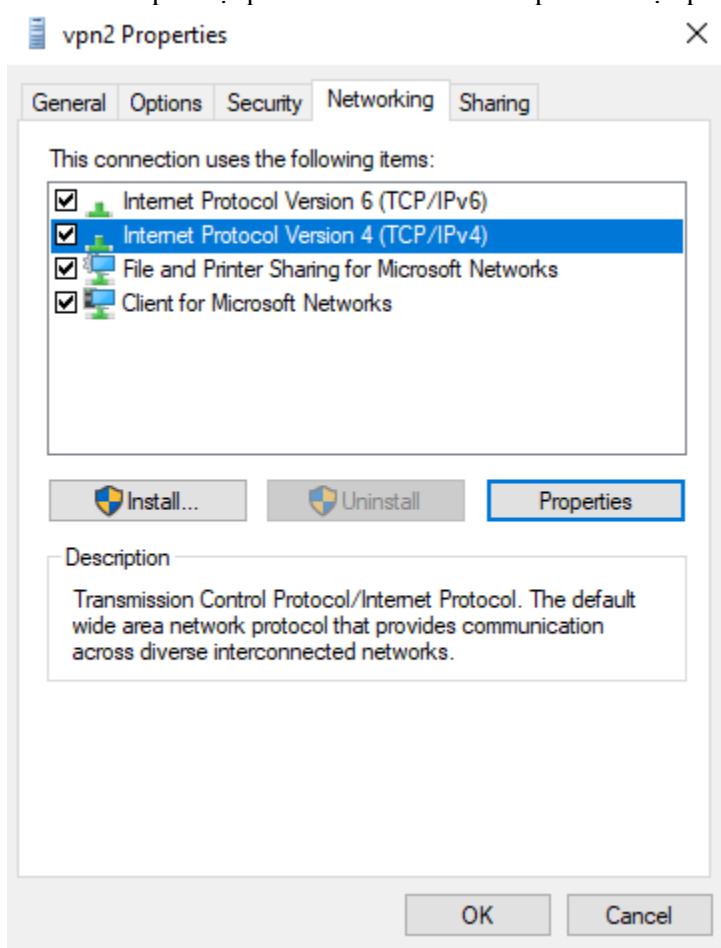 vpn2 Properties
General Options Security Networking Sharing
This connection uses the following items:
Internet Protocol Version 6 (TCP/IPv6)
Internet Protocol Version 4 (TCP/IPv4)
File and Printer Sharing for Microsoft Networks
Client for Microsoft Networks
Install... Uninstall Properties
Description
Transmission Control Protocol/Internet Protocol. The default
wide area network protocol that provides communication
across diverse interconnected networks.
OK Cancel